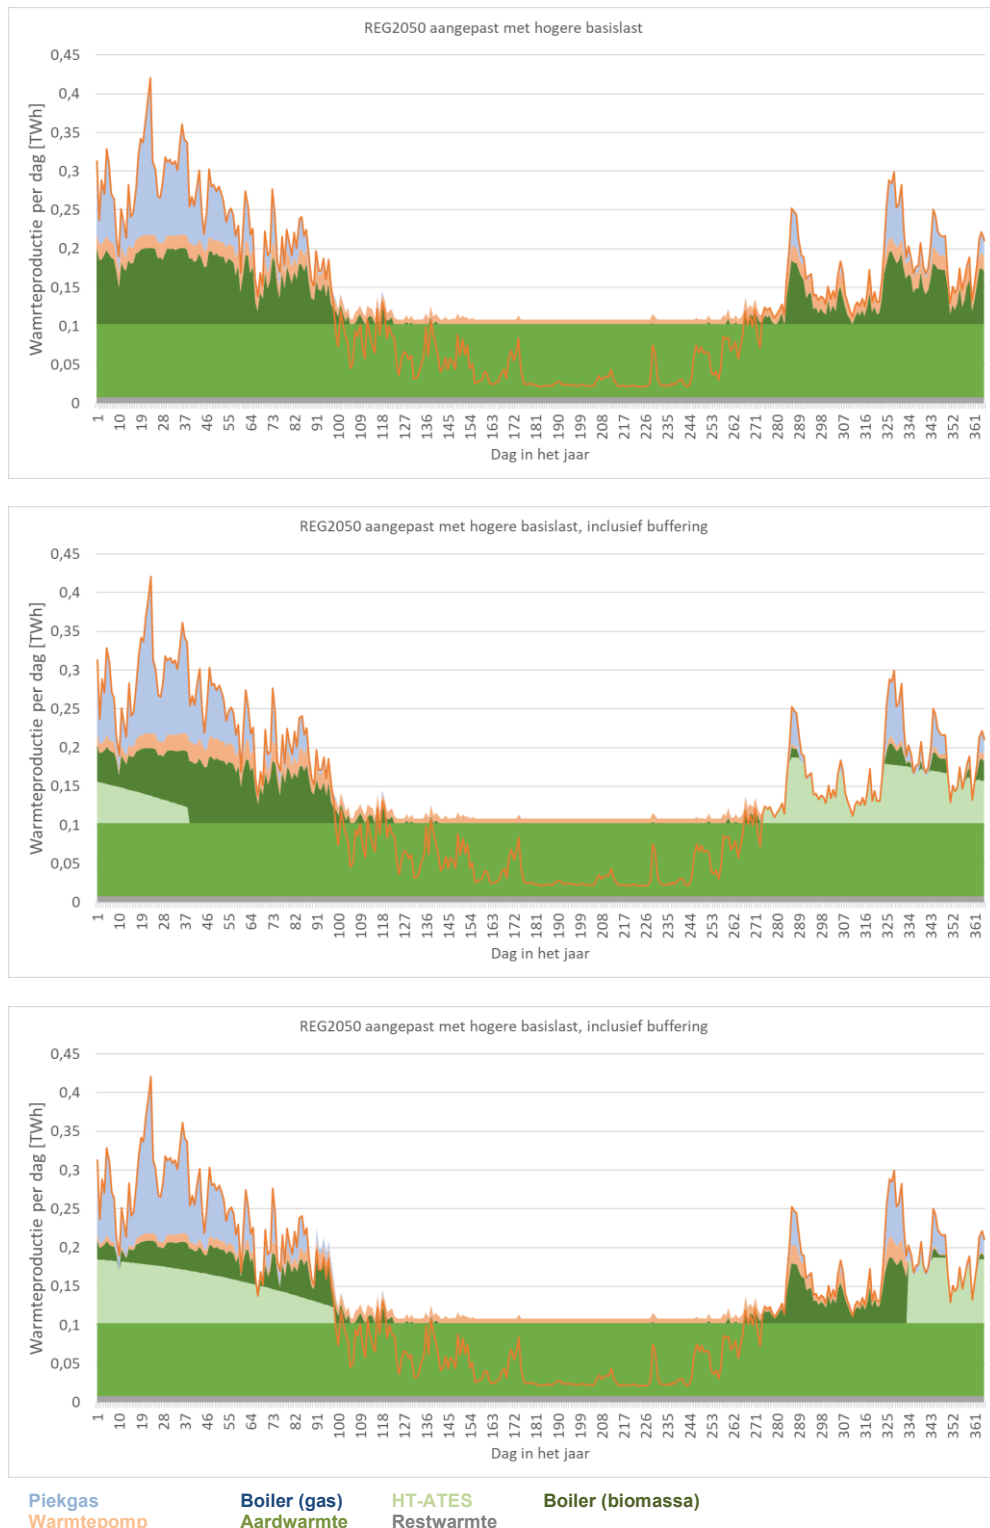 REG2050 aangepast met hogere basislast
0,45
0,4
0,35
0,3
0,25
0,2
0,15
0,1
0,05
0
Wamrteproductie per dag [TWh]
1 10 19 28 37 46 55 64 73 82 91 100 109 118 127 136 145 154 163 172 181 190 199 208 217 226 235 244 253 262 271 280 289 298 307 316 325 334 343 352 361
Dag in het jaar
REG2050 aangepast met hogere basislast, inclusief buffering
0,45
0,4
0,35
0,3
0,25
0,2
0,15
0,1
0,05
0
Warmteproductie per dag [TWh]
1 10 19 28 37 46 55 64 73 82 91 100 109 118 127 136 145 154 163 172 181 190 199 208 217 226 235 244 253 262 271 280 289 298 307 316 325 334 343 352 361
Dag in het jaar
REG2050 aangepast met hogere basislast, inclusief buffering
0,45
0,4
0,35
0,3
0,25
0,2
0,15
0,1
0,05
0
Warmteproductie per dag [TWh]
1 10 19 28 37 46 55 64 73 82 91 100 109 118 127 136 145 154 163 172 181 190 199 208 217 226 235 244 253 262 271 280 289 298 307 316 325 334 343 352 361
Dag in het jaar
Piekgas Boiler (gas) HT-ATES Boiler (biomassa)
Warmtepomp Aardwarmte Restwarmte